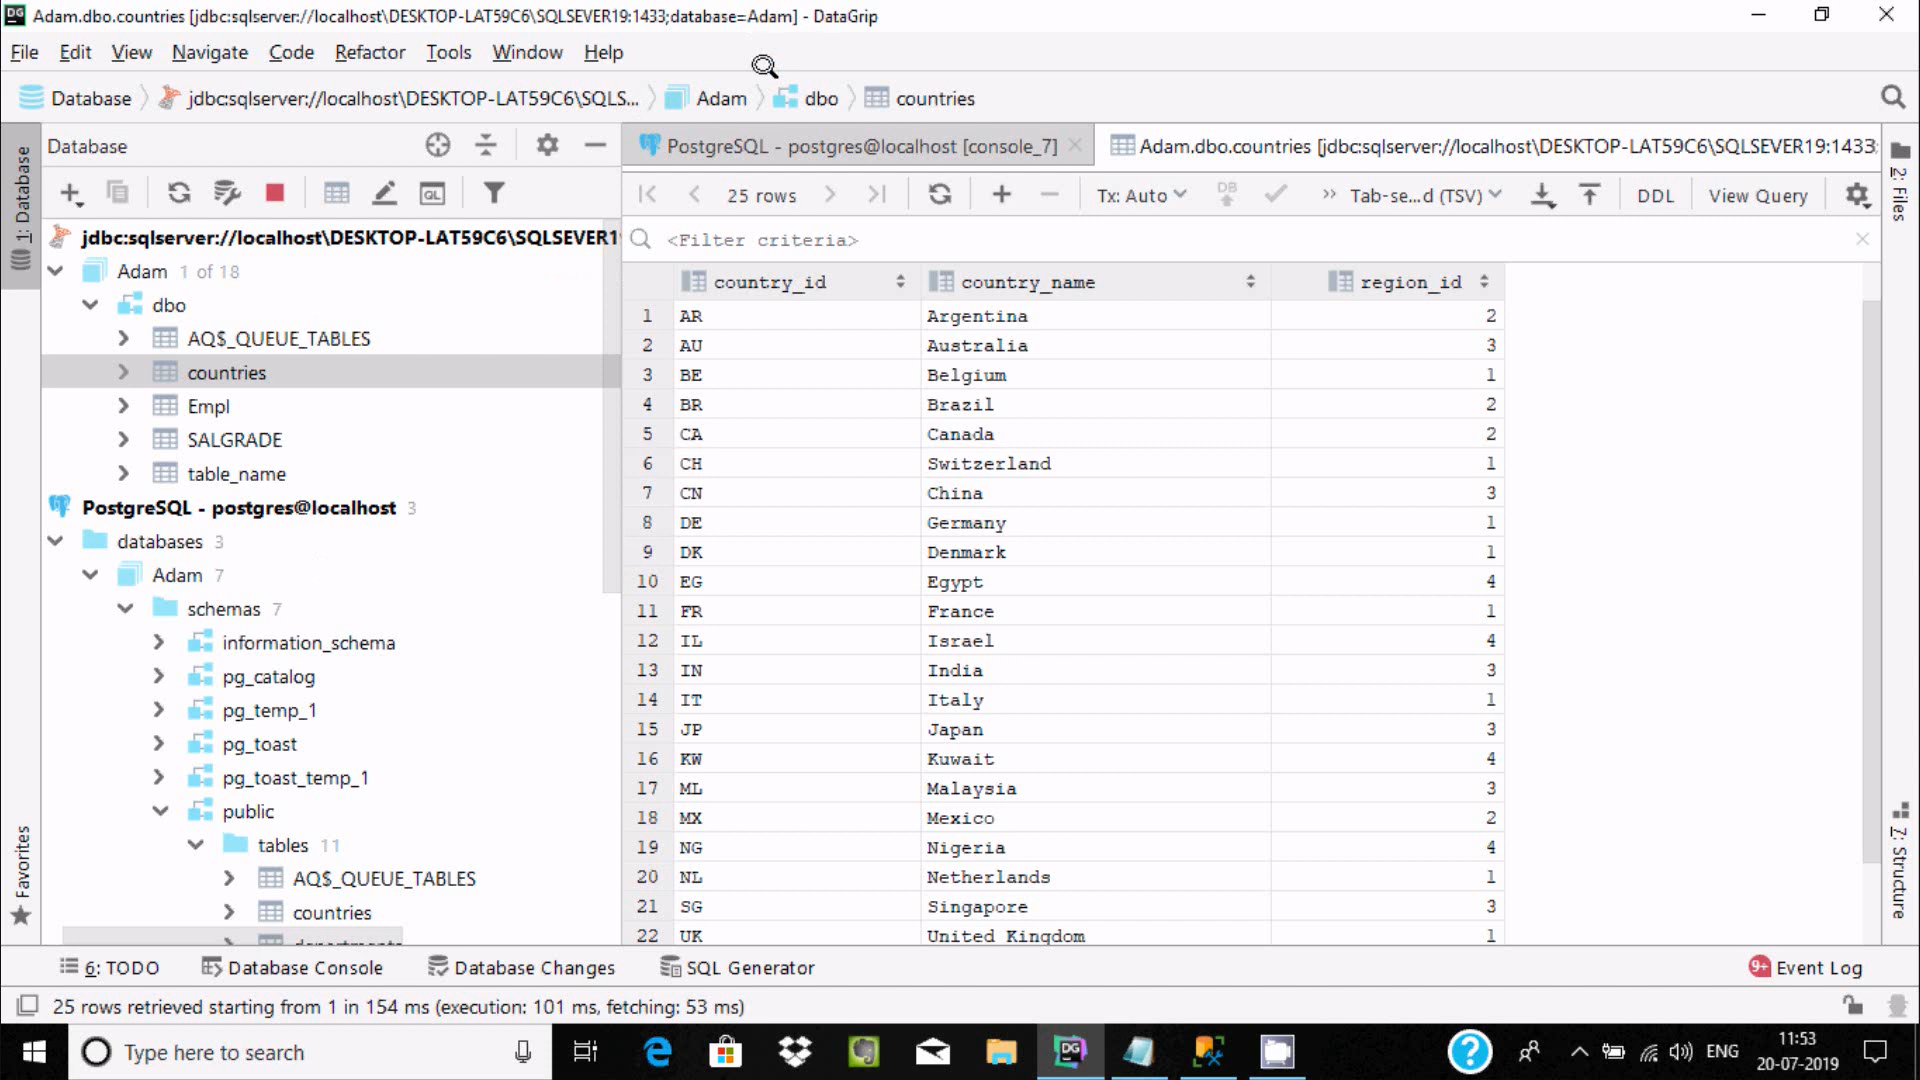 DG Adam.dbo.countries [jdbc:sqlserver://localhost\DESKTOP-LAT59C6\SQLSEVER19:1433;database=Adam] - DataGrip
File Edit View Navigate Code Refactor Tools Window Help
Database jdbc:sqlserver://localhost\DESKTOP-LAT59C6\SQLS... Adam dbo countries
1: Database
Favorites
Database
jdbc:sqlserver://localhost\DESKTOP-LAT59C6\SQLSEVER1
Adam 1 of 18
dbo
AQ$_QUEUE_TABLES
countries
Empl
SALGRADE
table_name
PostgreSQL - postgres@localhost 3
databases 3
Adam 7
schemas 7
information_schema
pg_catalog
pg_temp_1
pg_toast
pg_toast_temp_1
public
tables 11
AQ$_QUEUE_TABLES
countries
departments
PostgreSQL - postgres@localhost [console_7] Adam.dbo.countries [jdbc:sqlserver://localhost\DESKTOP-LAT59C6\SQLSEVER19:1433;
25 rows Tx: Auto DB Tab-se...d (TSV) DDL View Query
<Filter criteria>
country_id country_name region_id
1 AR Argentina 2
2 AU Australia 3
3 BE Belgium 1
4 BR Brazil 2
5 CA Canada 2
6 CH Switzerland 1
7 CN China 3
8 DE Germany 1
9 DK Denmark 1
10 EG Egypt 4
11 FR France 1
12 IL Israel 4
13 IN India 3
14 IT Italy 1
15 JP Japan 3
16 KW Kuwait 4
17 ML Malaysia 3
18 MX Mexico 2
19 NG Nigeria 4
20 NL Netherlands 1
21 SG Singapore 3
22 UK United Kingdom 1
2: Files
7: Structure
6: TODO Database Console Database Changes SQL Generator 9+ Event Log
25 rows retrieved starting from 1 in 154 ms (execution: 101 ms, fetching: 53 ms)
Type here to search DG ? ENG 11:53
20-07-2019